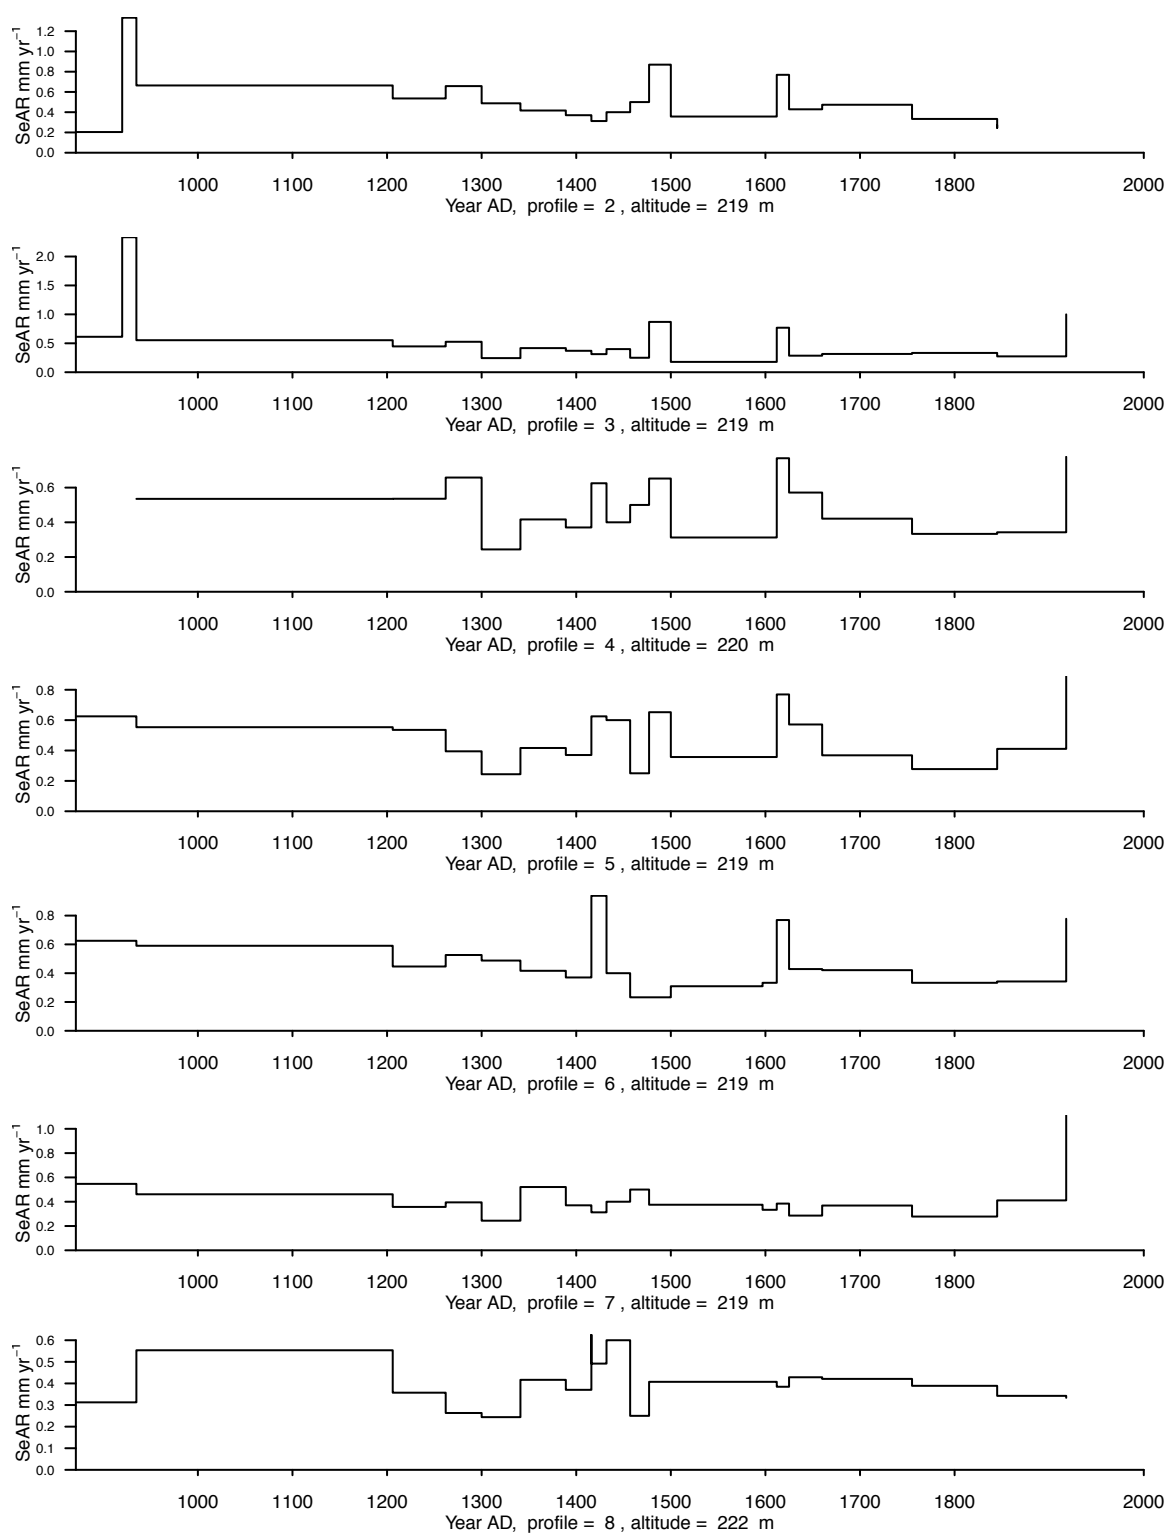 SeAR mm yr⁻¹
1.2
1.0
0.8
0.6
0.4
0.2
0.0
1000 1100 1200 1300 1400 1500 1600 1700 1800 2000
Year AD, profile = 2 , altitude = 219 m
SeAR mm yr⁻¹
2.0
1.0
0.5
0.0
1000 1100 1200 1300 1400 1500 1600 1700 1800 2000
Year AD, profile = 3 , altitude = 219 m
SeAR mm yr⁻¹
0.6
0.4
0.2
0.0
1000 1100 1200 1300 1400 1500 1600 1700 1800 2000
Year AD, profile = 4 , altitude = 220 m
SeAR mm yr⁻¹
0.8
0.6
0.4
0.2
0.0
1000 1100 1200 1300 1400 1500 1600 1700 1800 2000
Year AD, profile = 5 , altitude = 219 m
SeAR mm yr⁻¹
0.8
0.6
0.4
0.2
0.0
1000 1100 1200 1300 1400 1500 1600 1700 1800 2000
Year AD, profile = 6 , altitude = 219 m
SeAR mm yr⁻¹
1.0
0.8
0.6
0.4
0.2
0.0
1000 1100 1200 1300 1400 1500 1600 1700 1800 2000
Year AD, profile = 7 , altitude = 219 m
SeAR mm yr⁻¹
0.6
0.5
0.4
0.3
0.2
0.1
0.0
1000 1100 1200 1300 1400 1500 1600 1700 1800 2000
Year AD, profile = 8 , altitude = 222 m